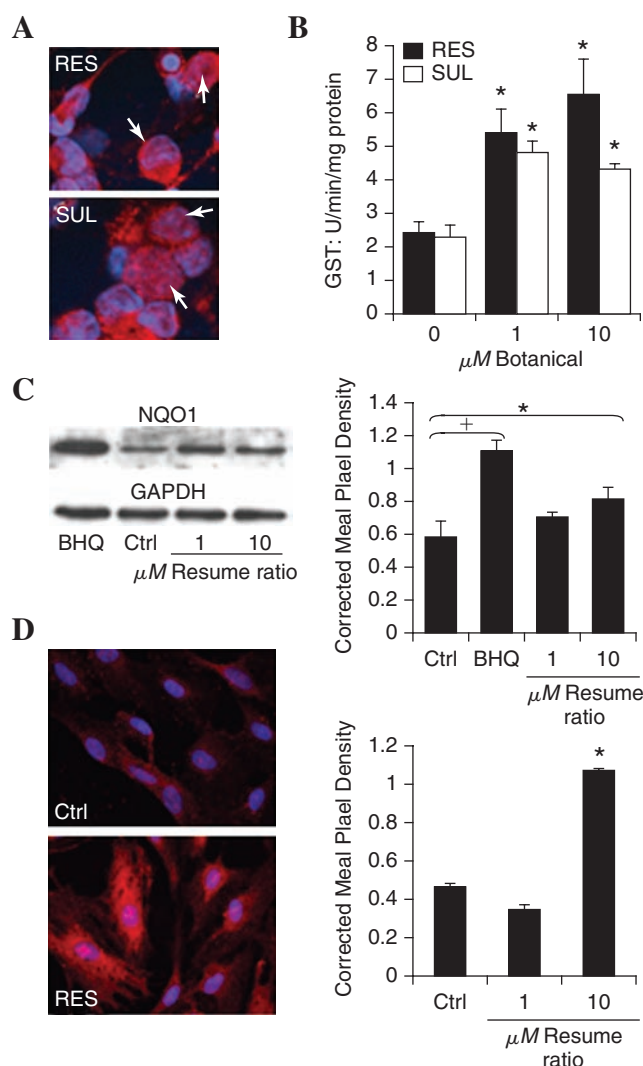 A
RES
SUL
B
GST: U/min/mg protein
8
7
6
5
4
3
2
1
0
RES
SUL
*
*
*
*
0
1
10
μM Botanical
C
NQO1
GAPDH
BHQ Ctrl 1 10
μM Resume ratio
Corrected Meal Plael Density
1.4
1.2
1
0.8
0.6
0.4
0.2
0
+
*
Ctrl BHQ 1 10
μM Resume
ratio
D
Ctrl
RES
Corrected Meal Plael Density
1.2
1
0.8
0.6
0.4
0.2
0
*
Ctrl 1 10
μM Resume
ratio